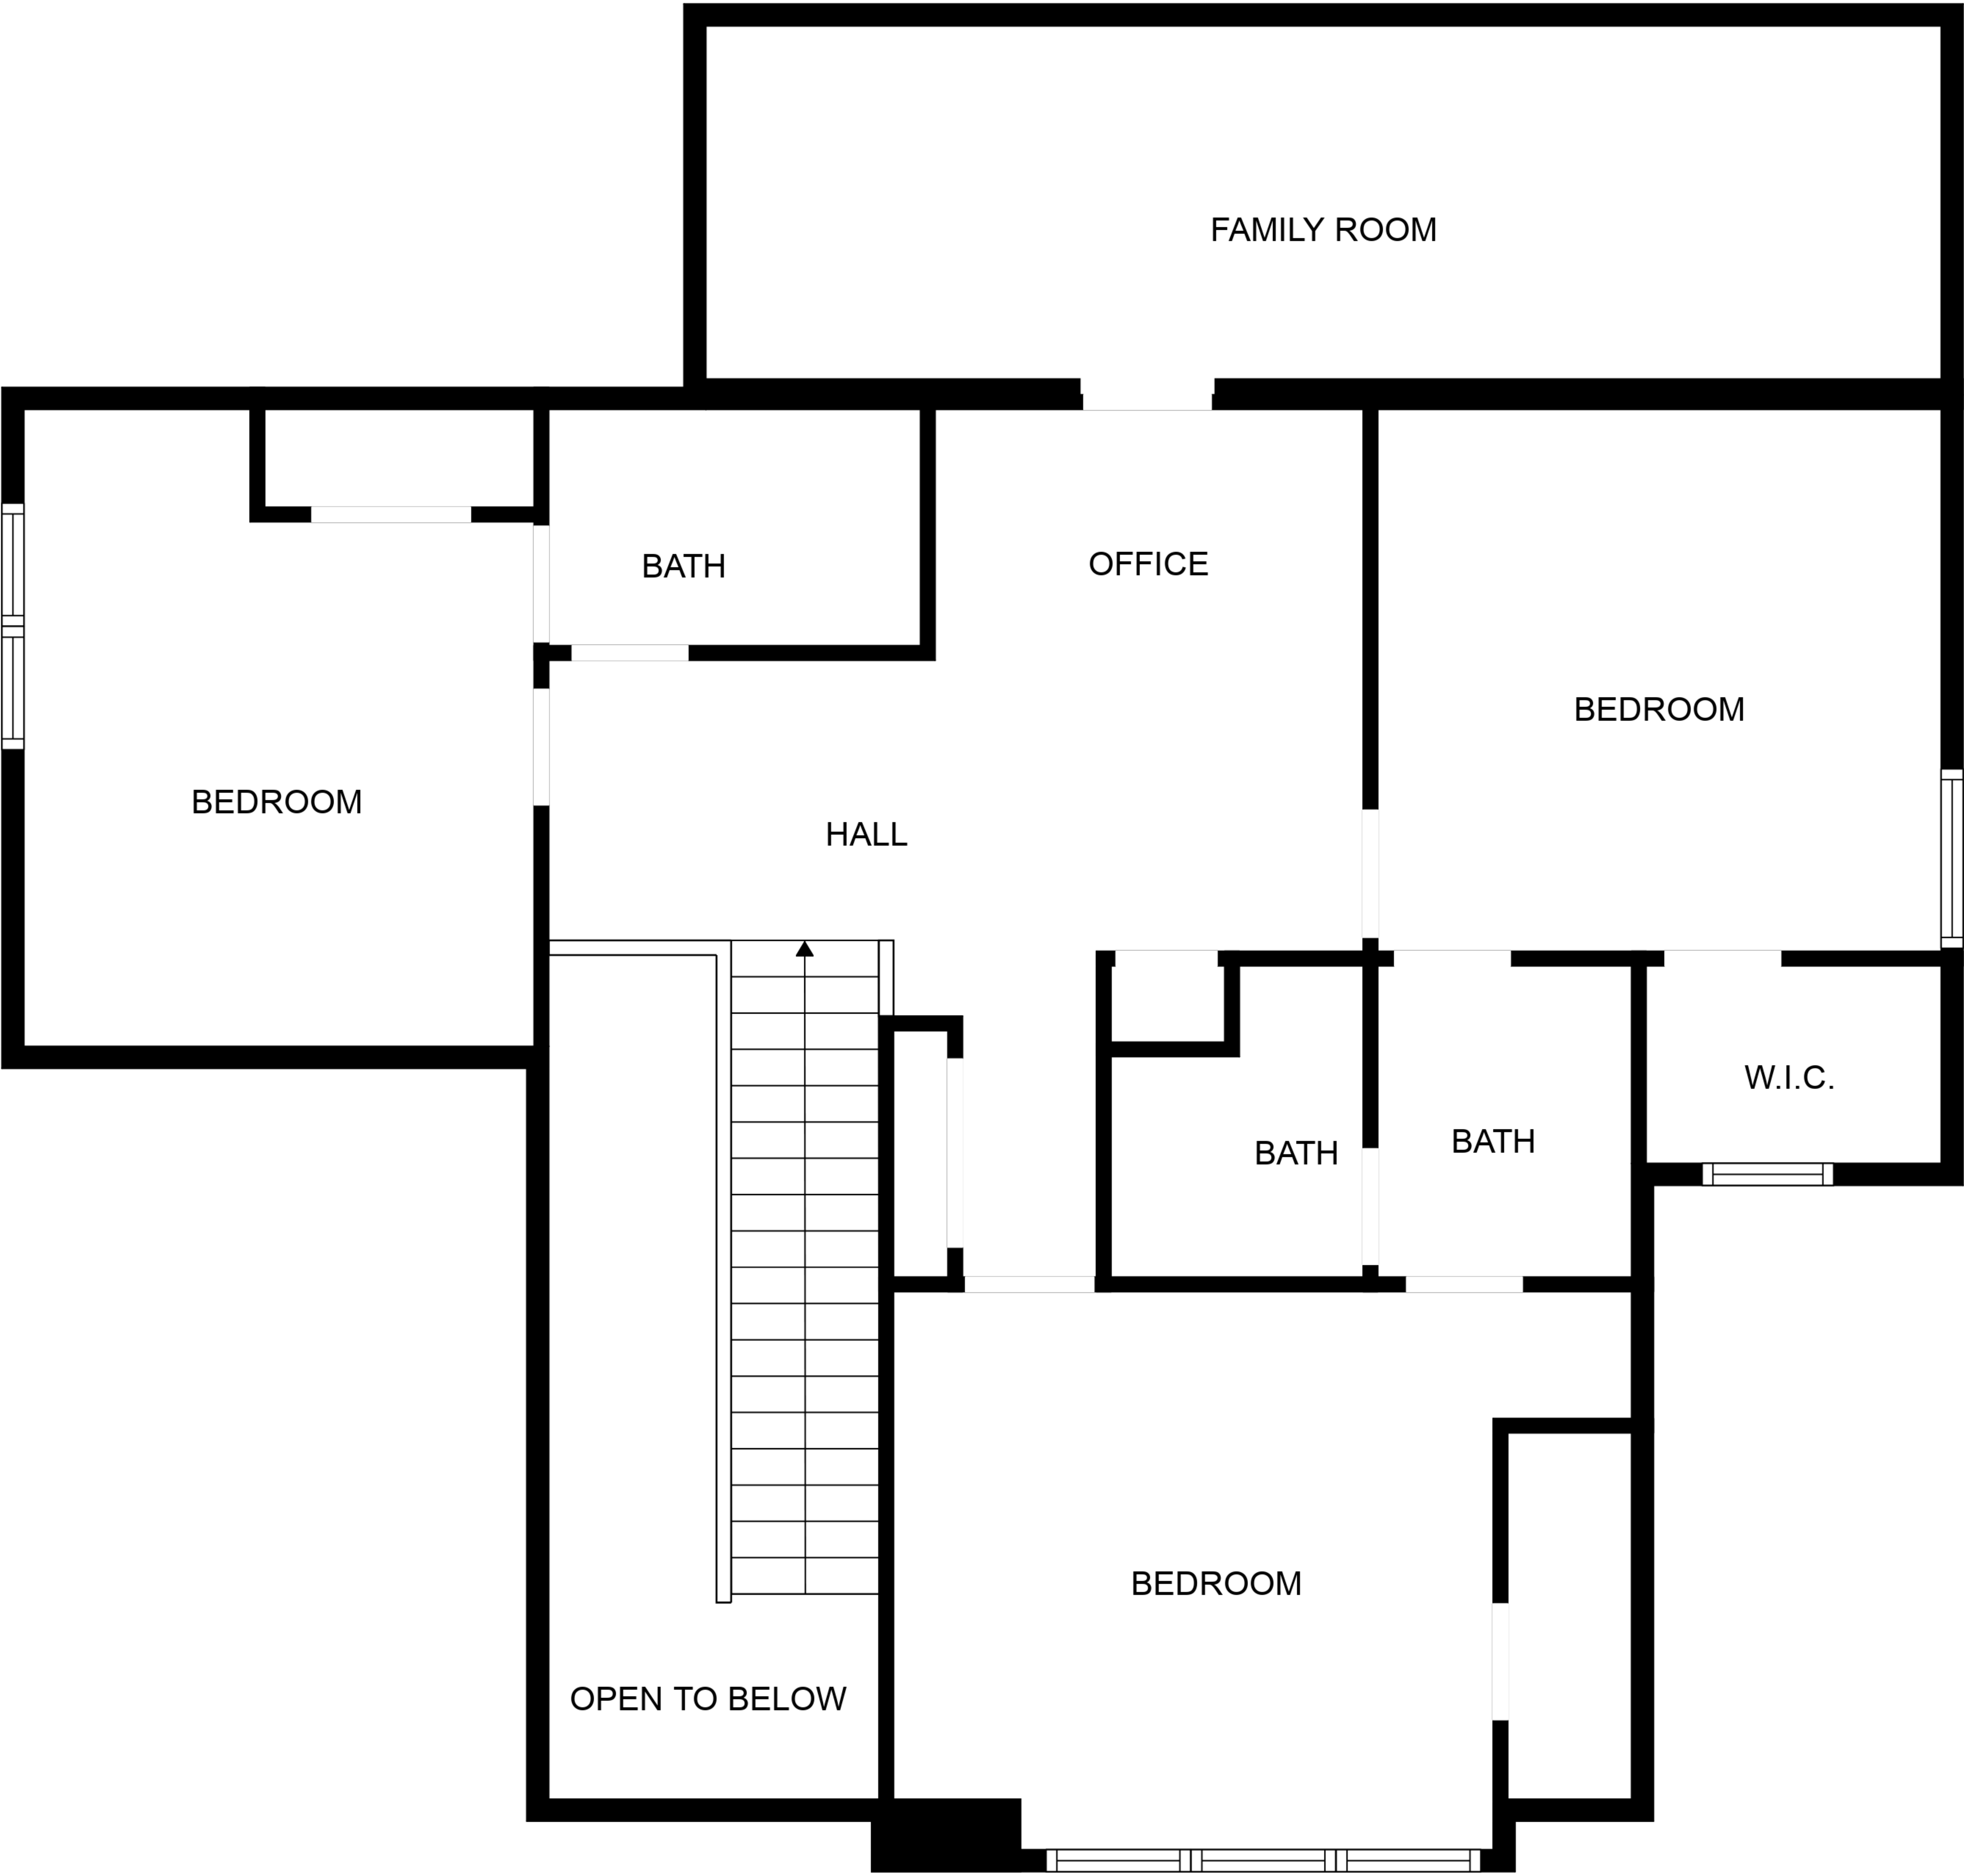 FAMILY ROOM
BATH
OFFICE
BEDROOM
BEDROOM
HALL
W.I.C.
BATH
BATH
BEDROOM
OPEN TO BELOW